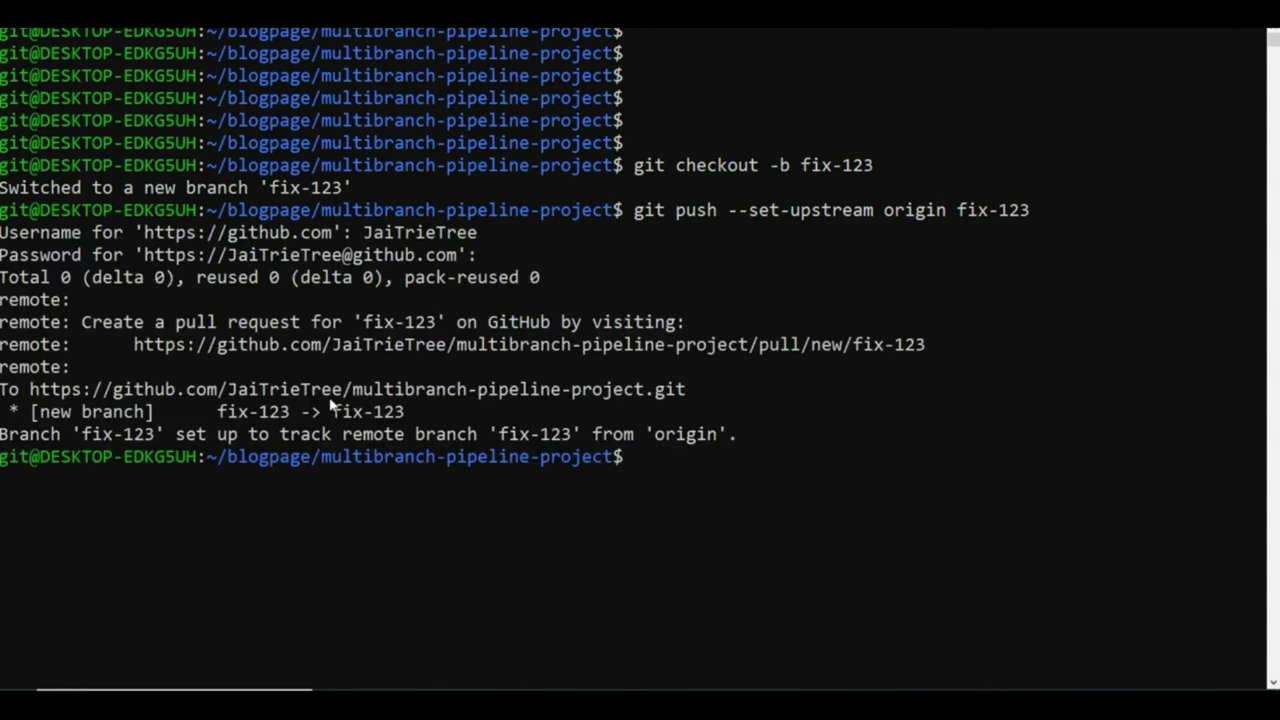 git@DESKTOP-EDKG5UH:~/blogpage/multibranch-pipeline-project$
git@DESKTOP-EDKG5UH:~/blogpage/multibranch-pipeline-project$
git@DESKTOP-EDKG5UH:~/blogpage/multibranch-pipeline-project$
git@DESKTOP-EDKG5UH:~/blogpage/multibranch-pipeline-project$
git@DESKTOP-EDKG5UH:~/blogpage/multibranch-pipeline-project$
git@DESKTOP-EDKG5UH:~/blogpage/multibranch-pipeline-project$
git@DESKTOP-EDKG5UH:~/blogpage/multibranch-pipeline-project$ git checkout -b fix-123
Switched to a new branch 'fix-123'
git@DESKTOP-EDKG5UH:~/blogpage/multibranch-pipeline-project$ git push --set-upstream origin fix-123
Username for 'https://github.com': JaiTrieTree
Password for 'https://JaiTrieTree@github.com':
Total 0 (delta 0), reused 0 (delta 0), pack-reused 0
remote:
remote: Create a pull request for 'fix-123' on GitHub by visiting:
remote:      https://github.com/JaiTrieTree/multibranch-pipeline-project/pull/new/fix-123
remote:
To https://github.com/JaiTrieTree/multibranch-pipeline-project.git
 * [new branch]      fix-123 -> fix-123
Branch 'fix-123' set up to track remote branch 'fix-123' from 'origin'.
git@DESKTOP-EDKG5UH:~/blogpage/multibranch-pipeline-project$